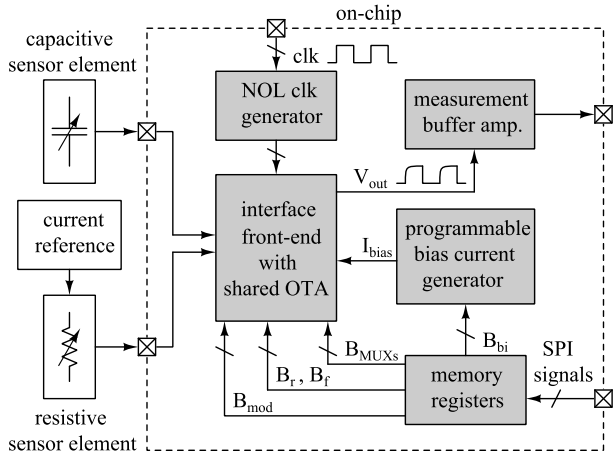 on-chip
capacitive
sensor element
clk
NOL clk
generator
measurement
buffer amp.
V_out
current
reference
interface
front-end
with
shared OTA
I_bias
programmable
bias current
generator
B_MUXs
B_bi
SPI
signals
B_r , B_f
memory
registers
B_mod
resistive
sensor element